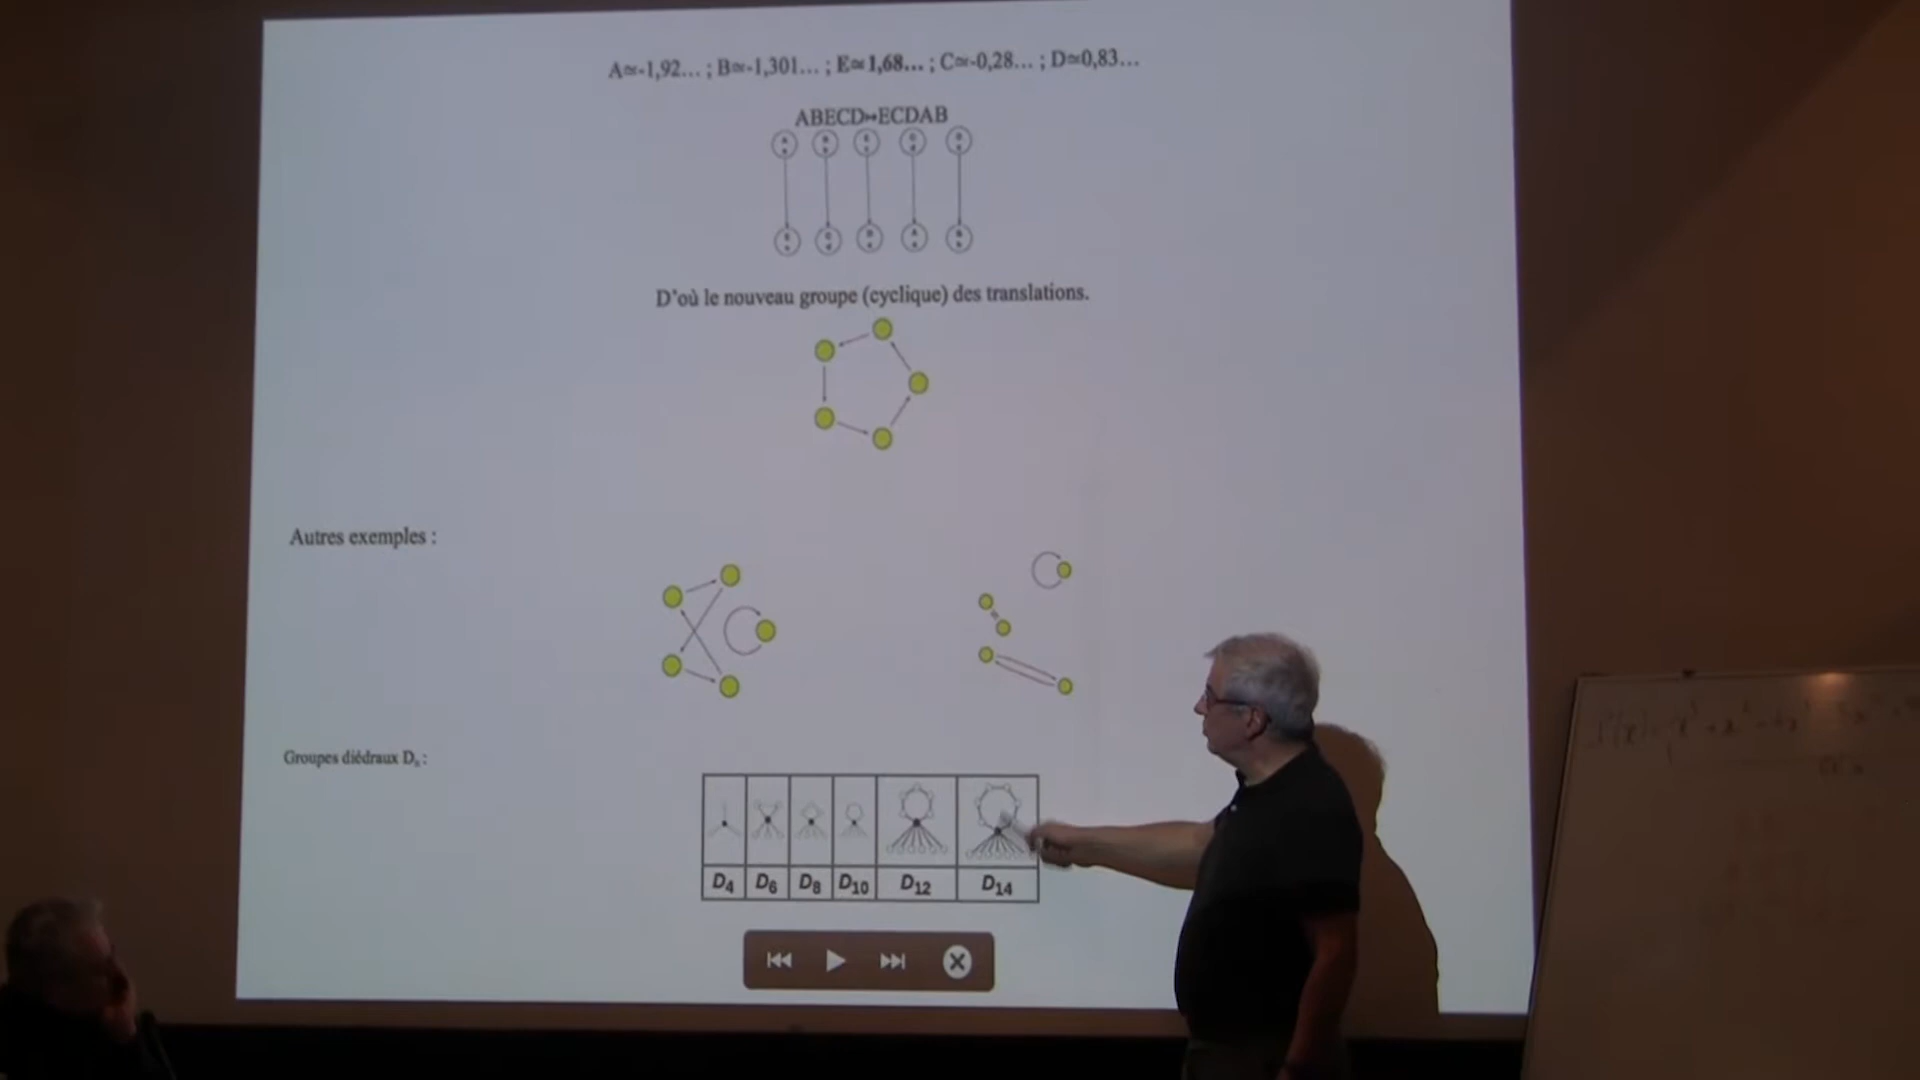 A≃-1,92… ; B≃-1,301… ; E≃1,68… ; C≃-0,28… ; D≃0,83…
ABECD↦ECDAB
D'où le nouveau groupe (cyclique) des translations.
Autres exemples :
Groupes diédraux Dₙ :
D₄ D₆ D₈ D₁₀ D₁₂ D₁₄